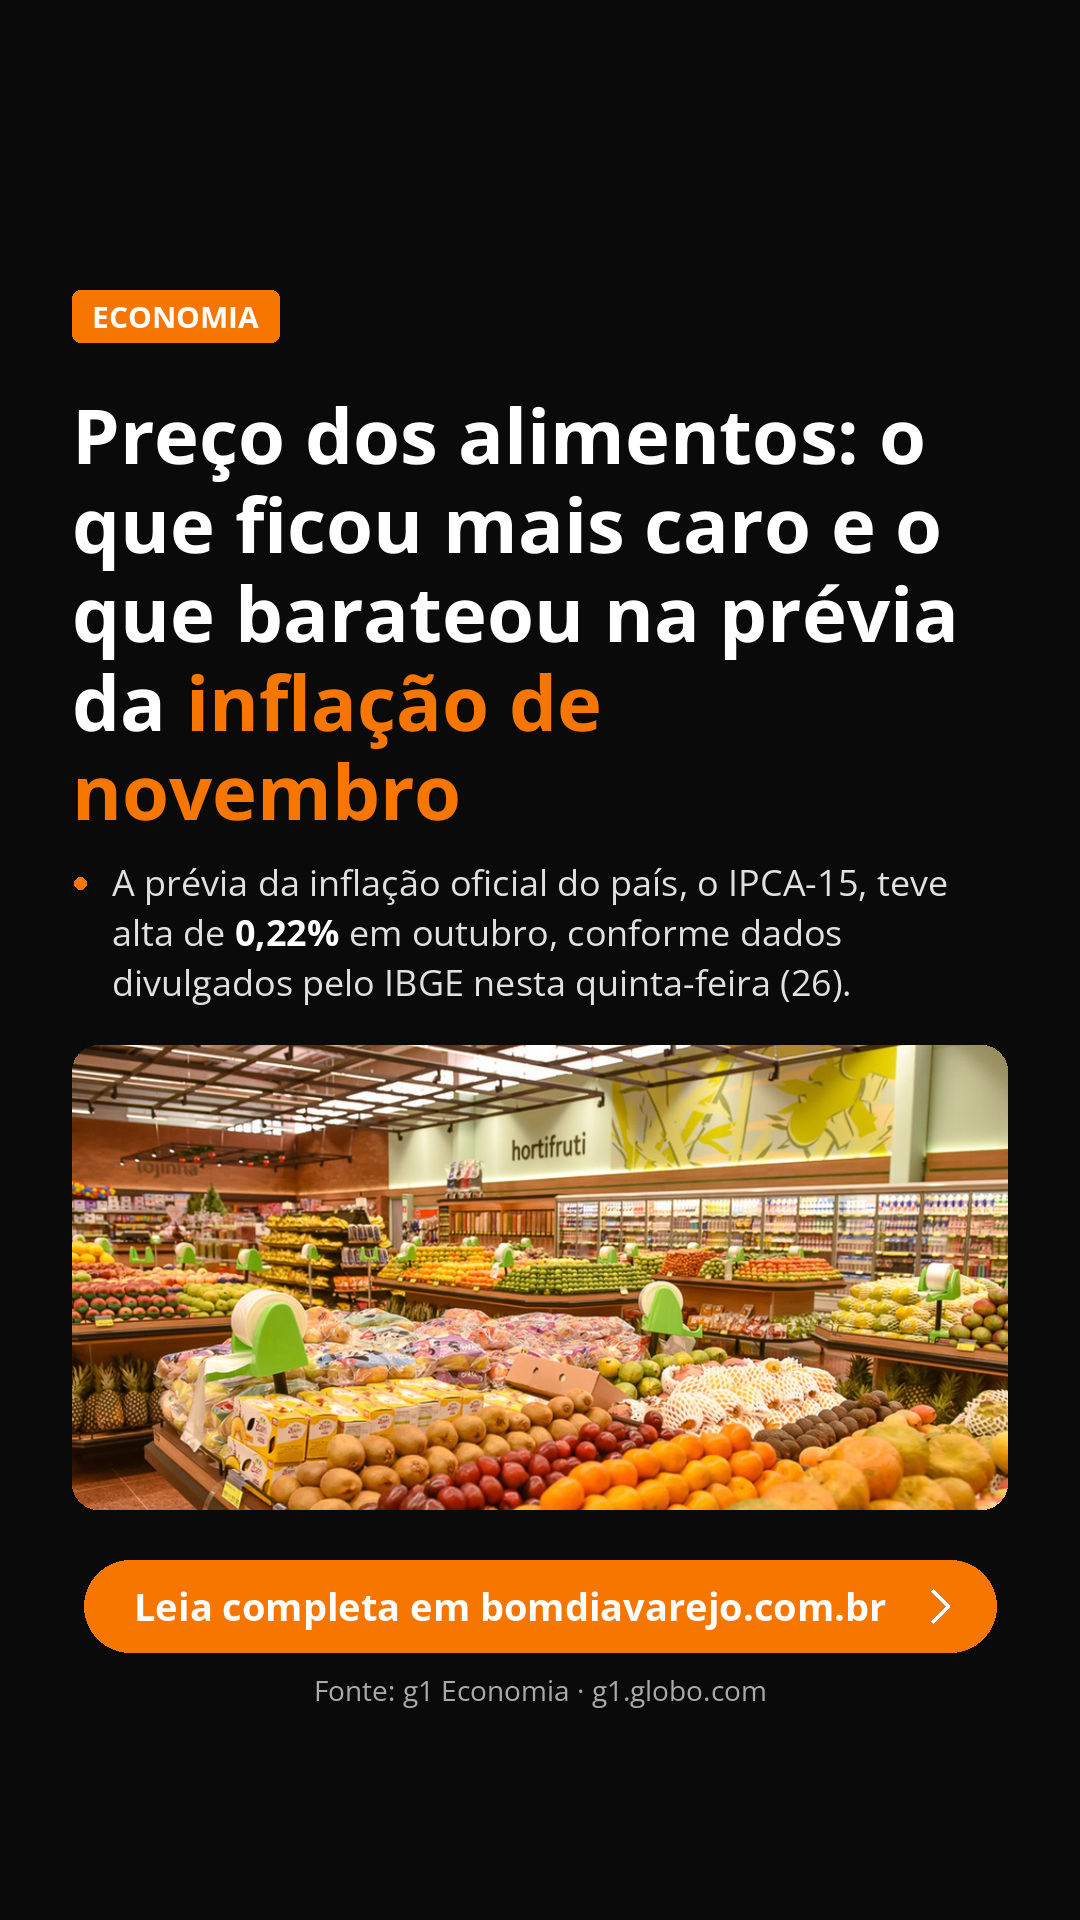 ECONOMIA
Preço dos alimentos: o
que ficou mais caro e o
que barateou na prévia
da inflação de
novembro
A prévia da inflação oficial do país, o IPCA-15, teve
alta de 0,22% em outubro, conforme dados
divulgados pelo IBGE nesta quinta-feira (26).
lojinha
hortifruti
Leia completa em bomdiavarejo.com.br
Fonte: g1 Economia · g1.globo.com